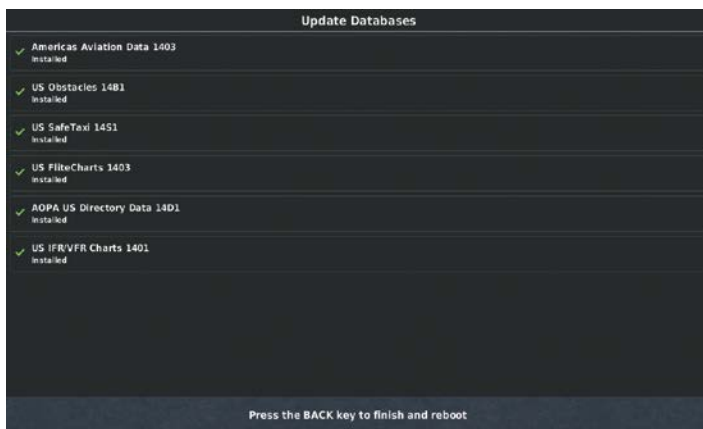 Update Databases
Americas Aviation Data 1403
Installed
US Obstacles 14B1
Installed
US SafeTaxi 14S1
Installed
US FliteCharts 1403
Installed
AOPA US Directory Data 14D1
Installed
US IFR/VFR Charts 1401
Installed
Press the BACK key to finish and reboot